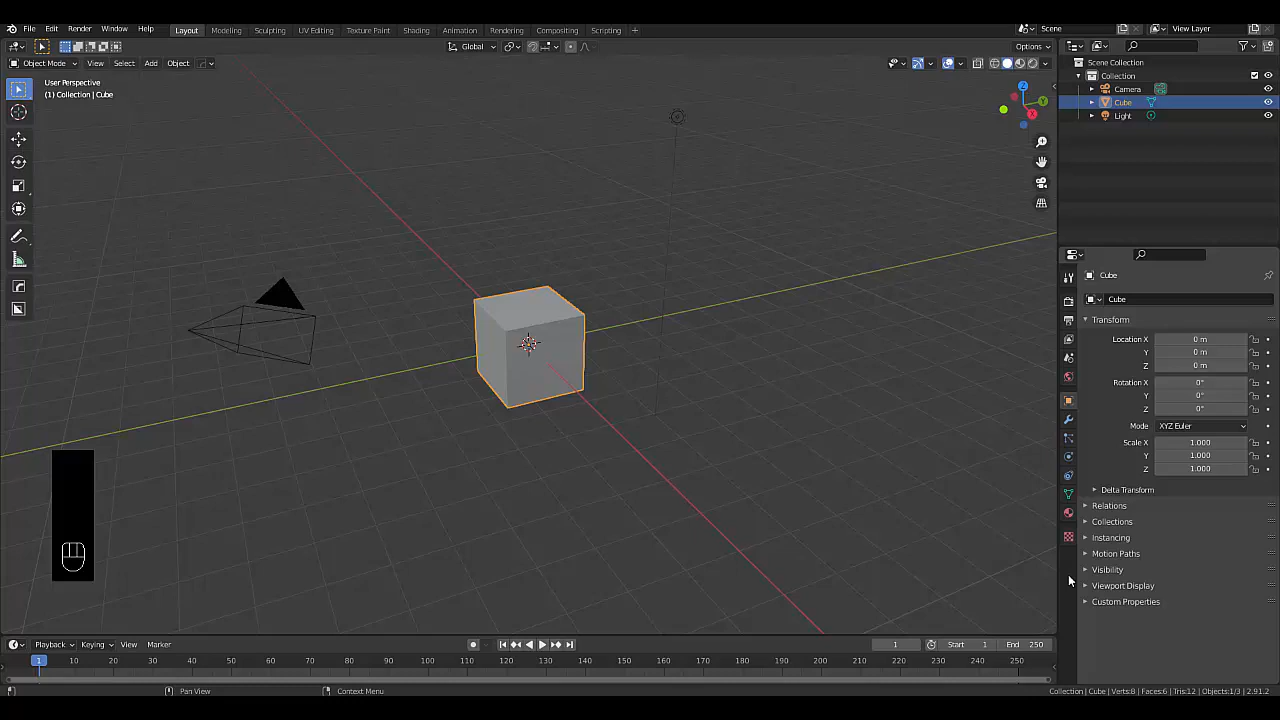 File Edit Render Window Help Layout Modeling Sculpting UV Editing Texture Paint Shading Animation Rendering Compositing Scripting Scene View Layer
Global Options
Object Mode View Select Add Object
User Perspective
(1) Collection | Cube
X
Y
Z
Scene Collection
Collection
Camera
Cube
Light
Cube
Cube
Transform
Location X 0 m
Y 0 m
Z 0 m
Rotation X 0°
Y 0°
Z 0°
Mode XYZ Euler
Scale X 1.000
Y 1.000
Z 1.000
Delta Transform
Relations
Collections
Instancing
Motion Paths
Visibility
Viewport Display
Custom Properties
Playback Keying View Marker 1 Start 1 End 250
1 10 20 30 40 50 60 70 80 90 100 110 120 130 140 150 160 170 180 190 200 210 220 230 240 250
Pan View Context Menu Collection | Cube | Verts:8 | Faces:6 | Tris:12 | Objects:1/3 | 2.91.2